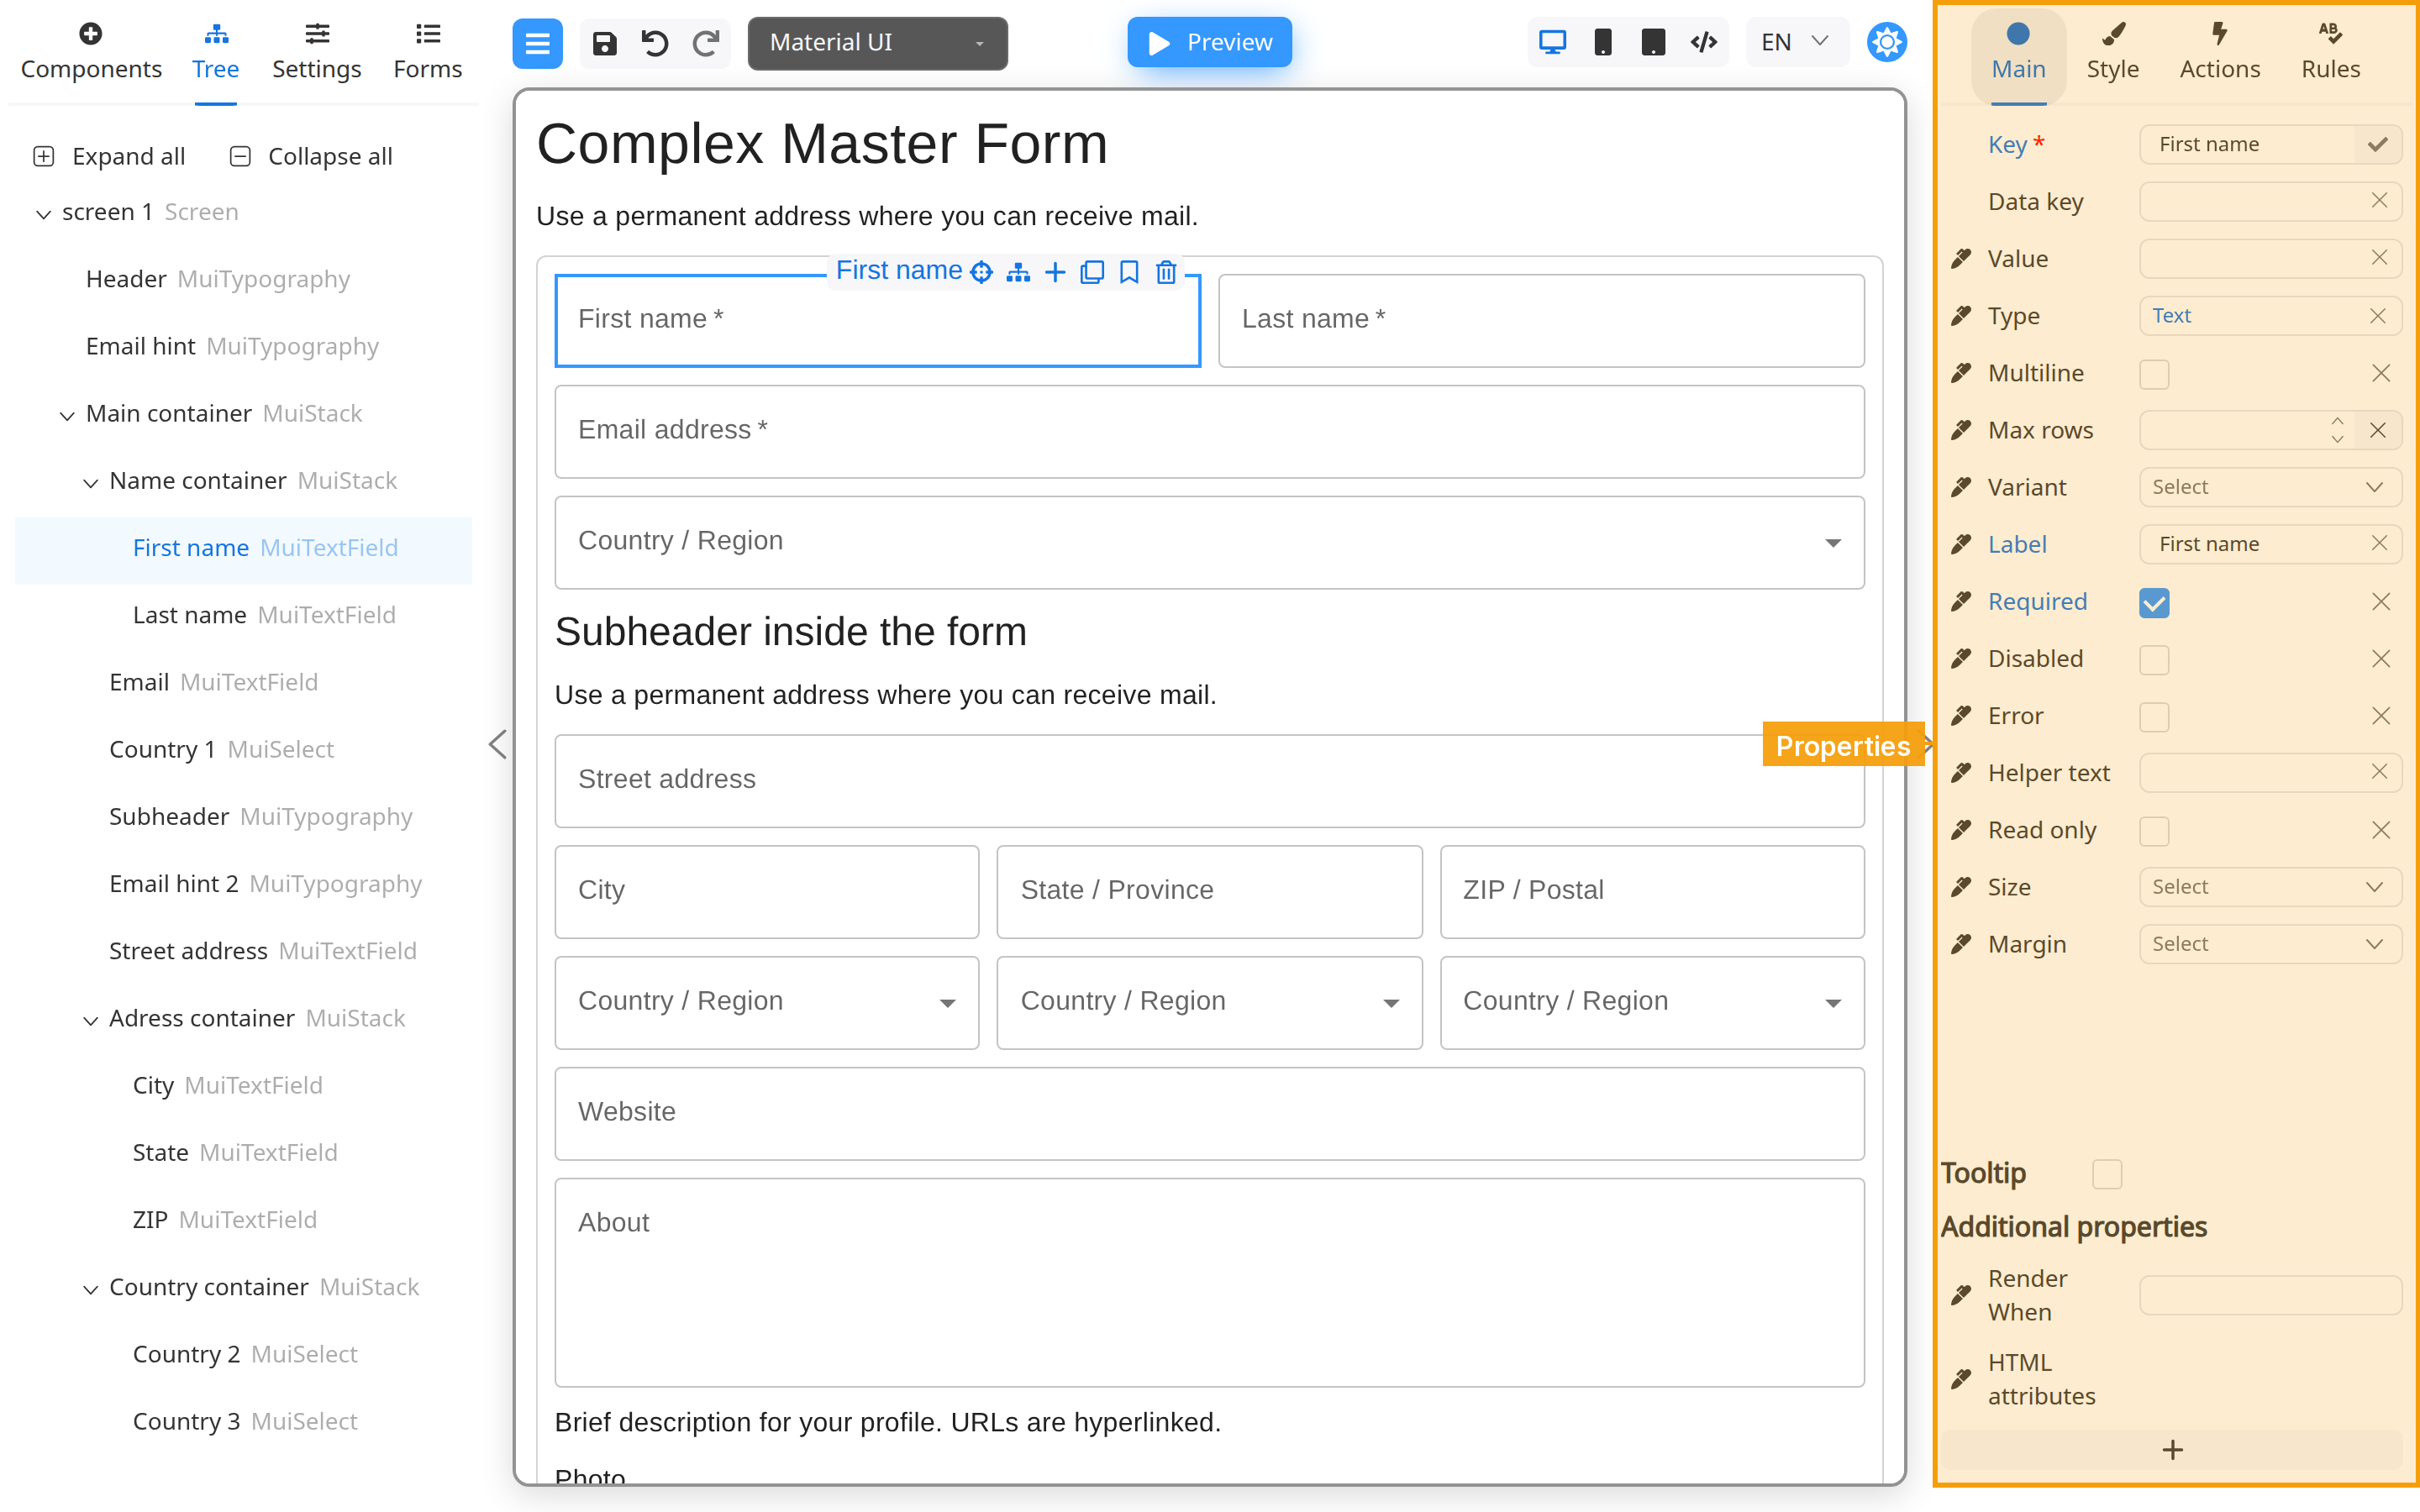 Components
Tree
Settings
Forms
Material UI
Preview
EN
Main
Style
Actions
Rules
Expand all
Collapse all
screen 1 Screen
Header MuiTypography
Email hint MuiTypography
Main container MuiStack
Name container MuiStack
First name MuiTextField
Last name MuiTextField
Email MuiTextField
Country 1 MuiSelect
Subheader MuiTypography
Email hint 2 MuiTypography
Street address MuiTextField
Adress container MuiStack
City MuiTextField
State MuiTextField
ZIP MuiTextField
Country container MuiStack
Country 2 MuiSelect
Country 3 MuiSelect
Complex Master Form
Use a permanent address where you can receive mail.
First name
First name *
Last name *
Email address *
Country / Region
Subheader inside the form
Use a permanent address where you can receive mail.
Street address
City
State / Province
ZIP / Postal
Country / Region
Country / Region
Country / Region
Website
About
Brief description for your profile. URLs are hyperlinked.
Photo
Properties
Key * First name
Data key
Value
Type Text
Multiline
Max rows
Variant Select
Label First name
Required
Disabled
Error
Helper text
Read only
Size Select
Margin Select
Tooltip
Additional properties
Render
When
HTML
attributes